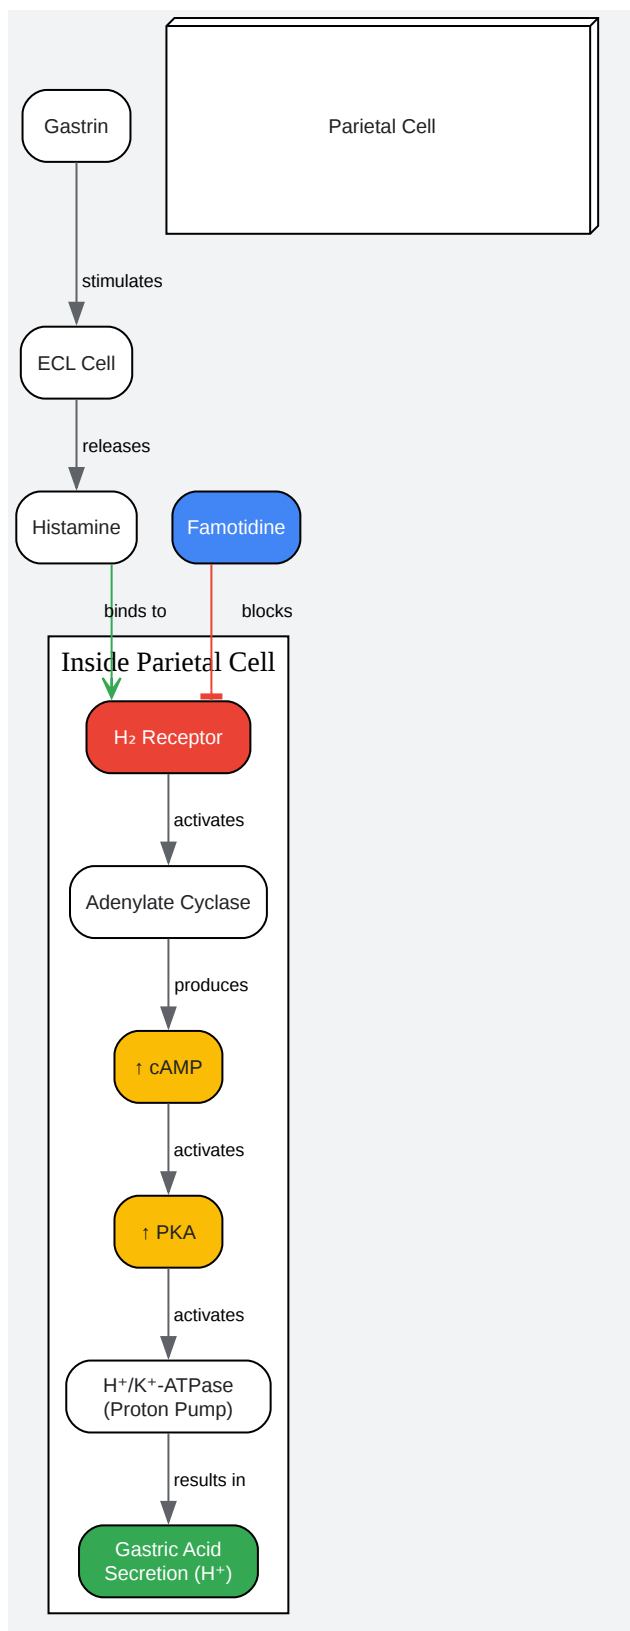 Gastrin
Parietal Cell
stimulates
ECL Cell
releases
Histamine
Famotidine
binds to
blocks
Inside Parietal Cell
H₂ Receptor
activates
Adenylate Cyclase
produces
↑ cAMP
activates
↑ PKA
activates
H⁺/K⁺-ATPase
(Proton Pump)
results in
Gastric Acid
Secretion (H⁺)